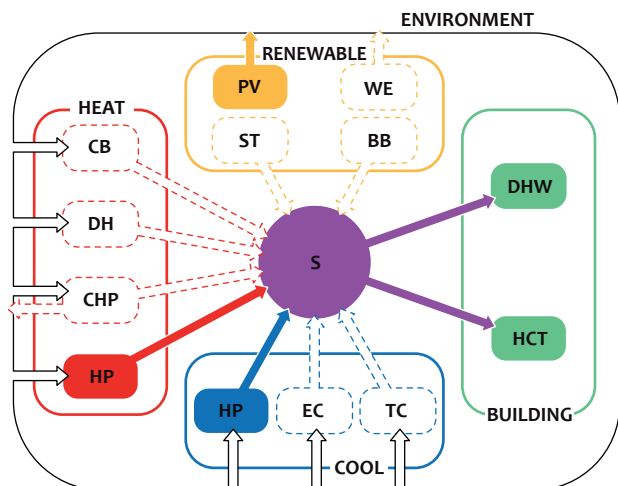 ENVIRONMENT
RENEWABLE
PV
WE
ST
BB
HEAT
CB
DH
CHP
HP
S
DHW
HCT
BUILDING
HP
EC
TC
COOL